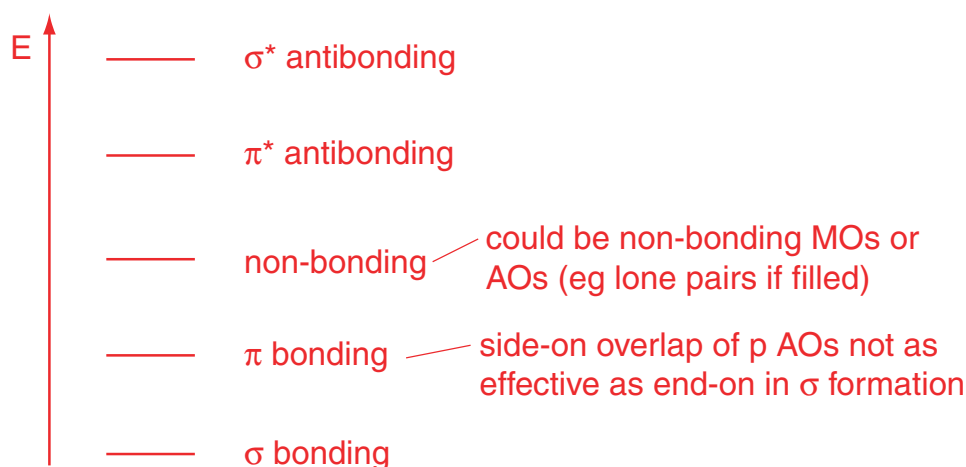 E
σ* antibonding
π* antibonding
non-bonding
could be non-bonding MOs or
AOs (eg lone pairs if filled)
π bonding
side-on overlap of p AOs not as
effective as end-on in σ formation
σ bonding